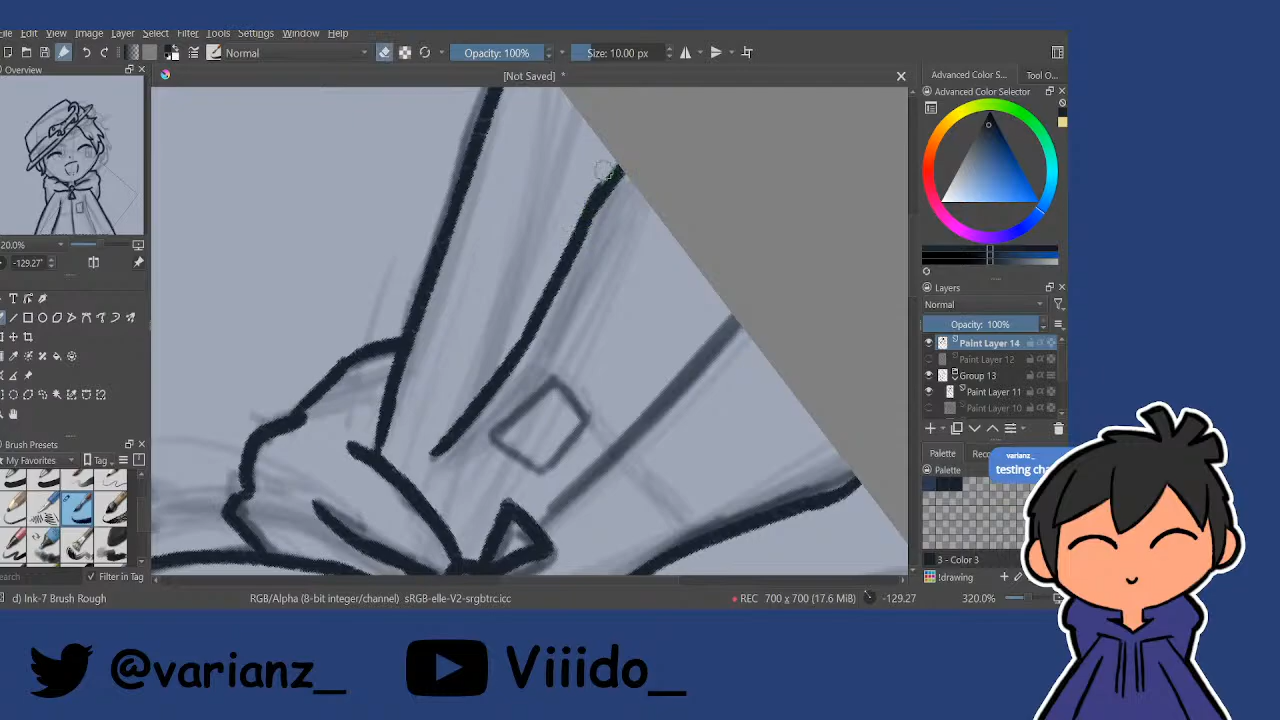 File Edit View Image Layer Select Filter Tools Settings Window Help
Normal
Opacity: 100%
Size: 10.00 px
Overview
[Not Saved] *
Advanced Color S...
Tool O...
Advanced Color Selector
20.0%
-129.27°
T
Layers
Normal
Opacity: 100%
Paint Layer 14
Paint Layer 12
Group 13
Paint Layer 11
Paint Layer 10
Brush Presets
My Favorites
Tag
Palette
Palette
varianz_
testing cha
3 - Color 3
!drawing
Filter in Tag
d) Ink-7 Brush Rough
RGB/Alpha (8-bit integer/channel) sRGB-elle-V2-srgbtrc.icc
REC
700 x 700 (17.6 MiB)
-129.27
320.0%
@varianz_
Viiido_